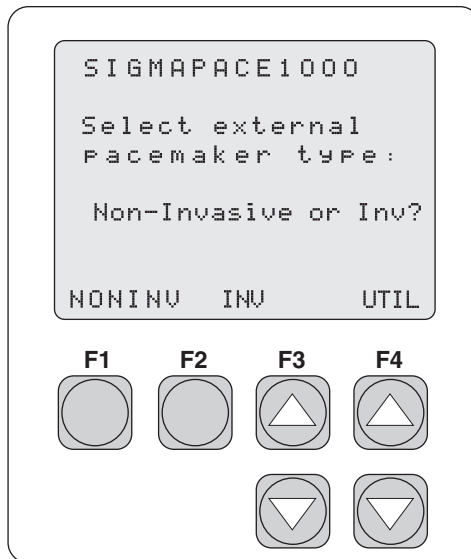 SIGMAPACE1000
Select external
pacemaker type:
Non-Invasive or Inv?
NONINV INV UTIL
F1 F2 F3 F4